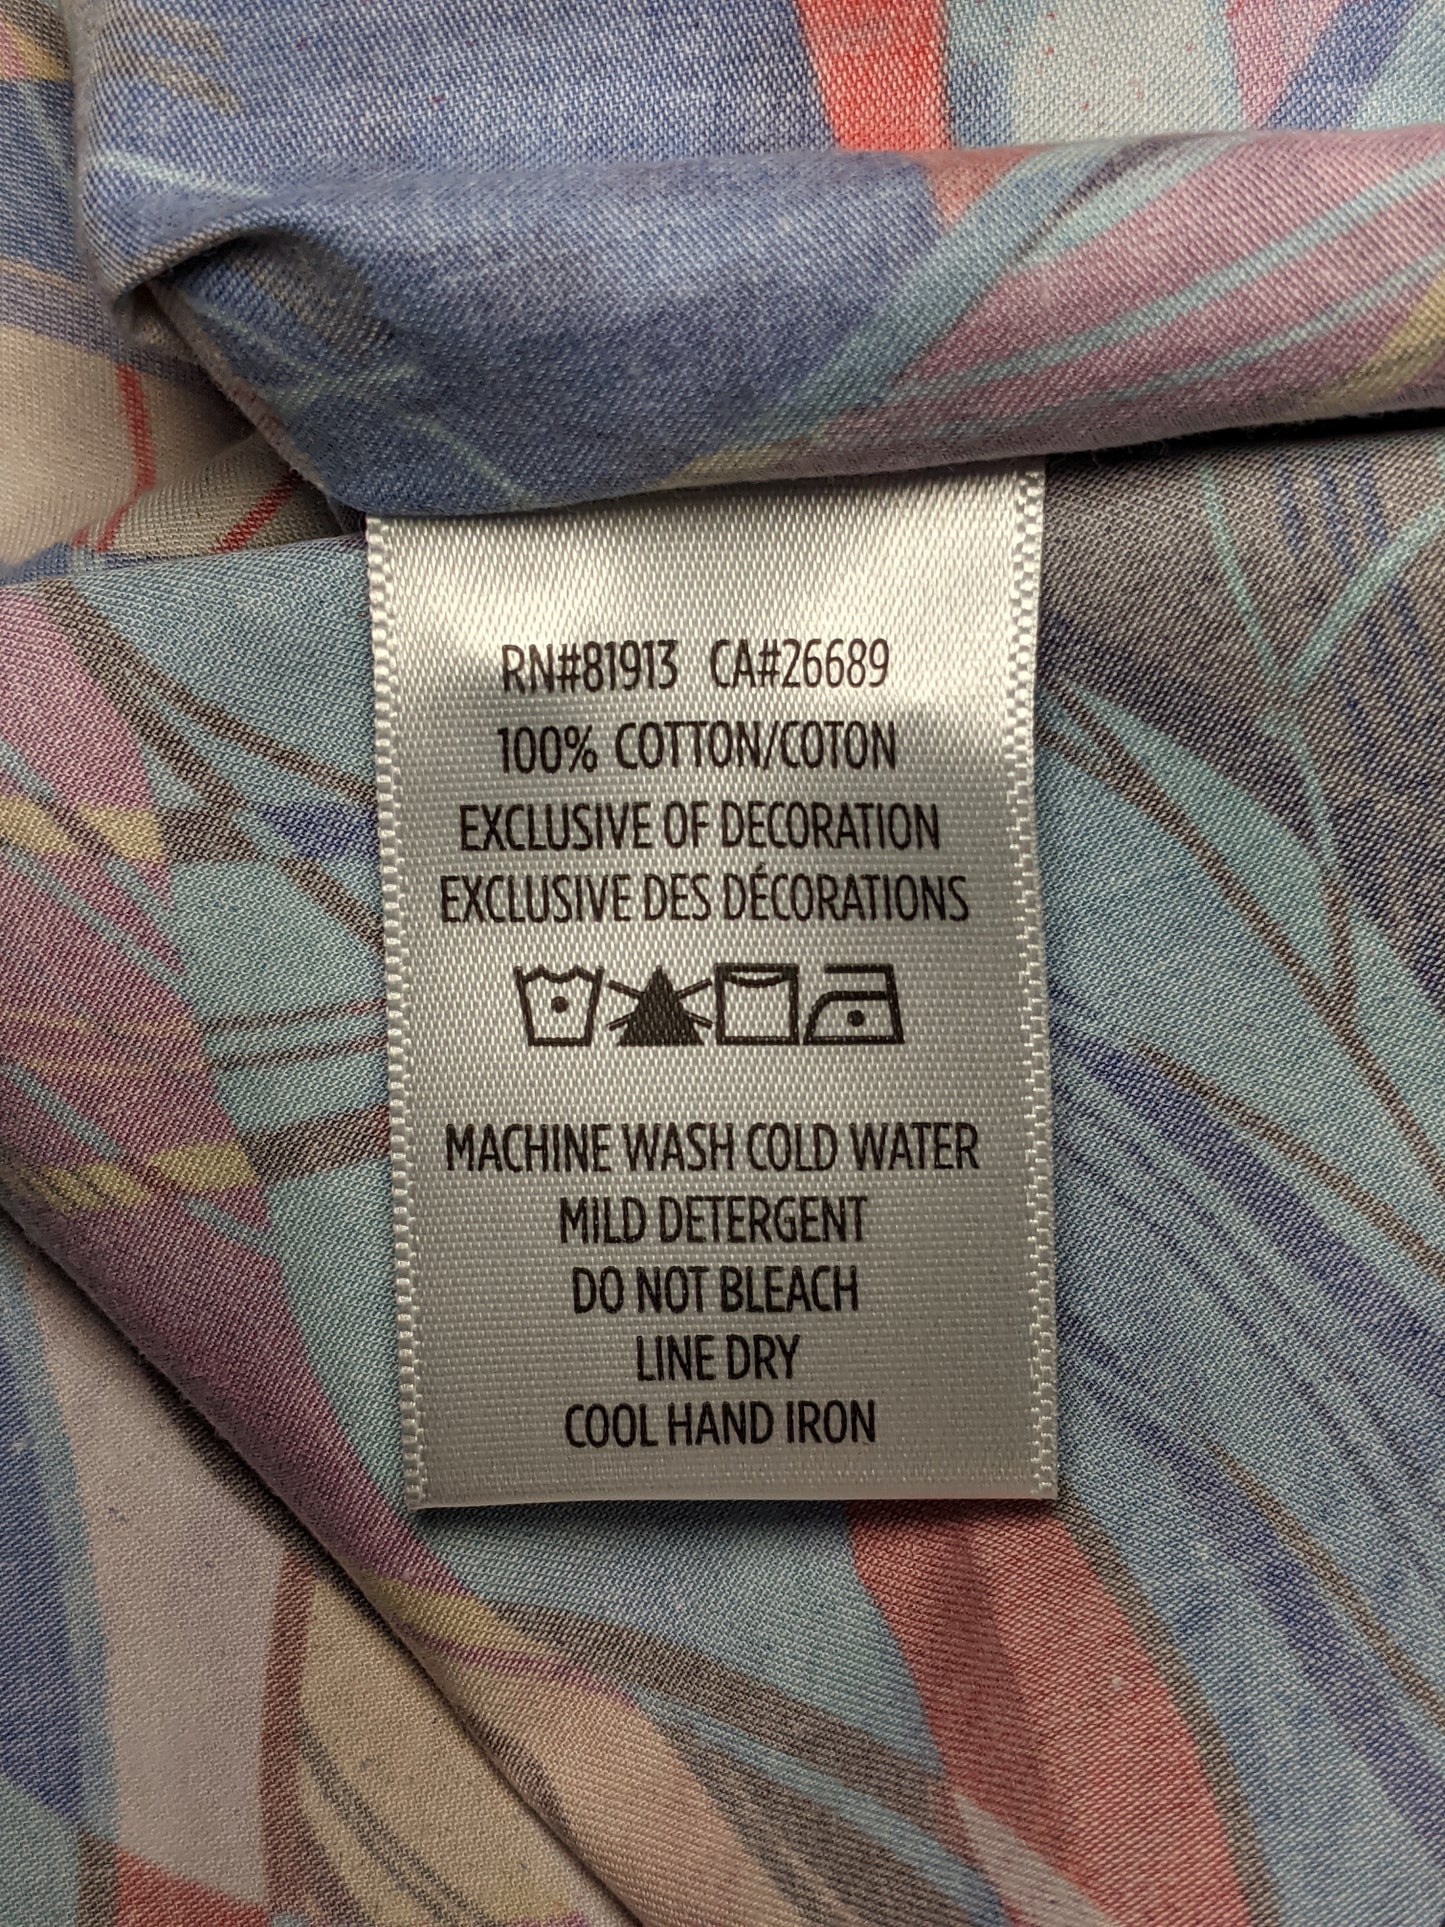 RN#81913 CA#26689
100% COTTON/COTON
EXCLUSIVE OF DECORATION
EXCLUSIVE DES DÉCORATIONS
MACHINE WASH COLD WATER
MILD DETERGENT
DO NOT BLEACH
LINE DRY
COOL HAND IRON